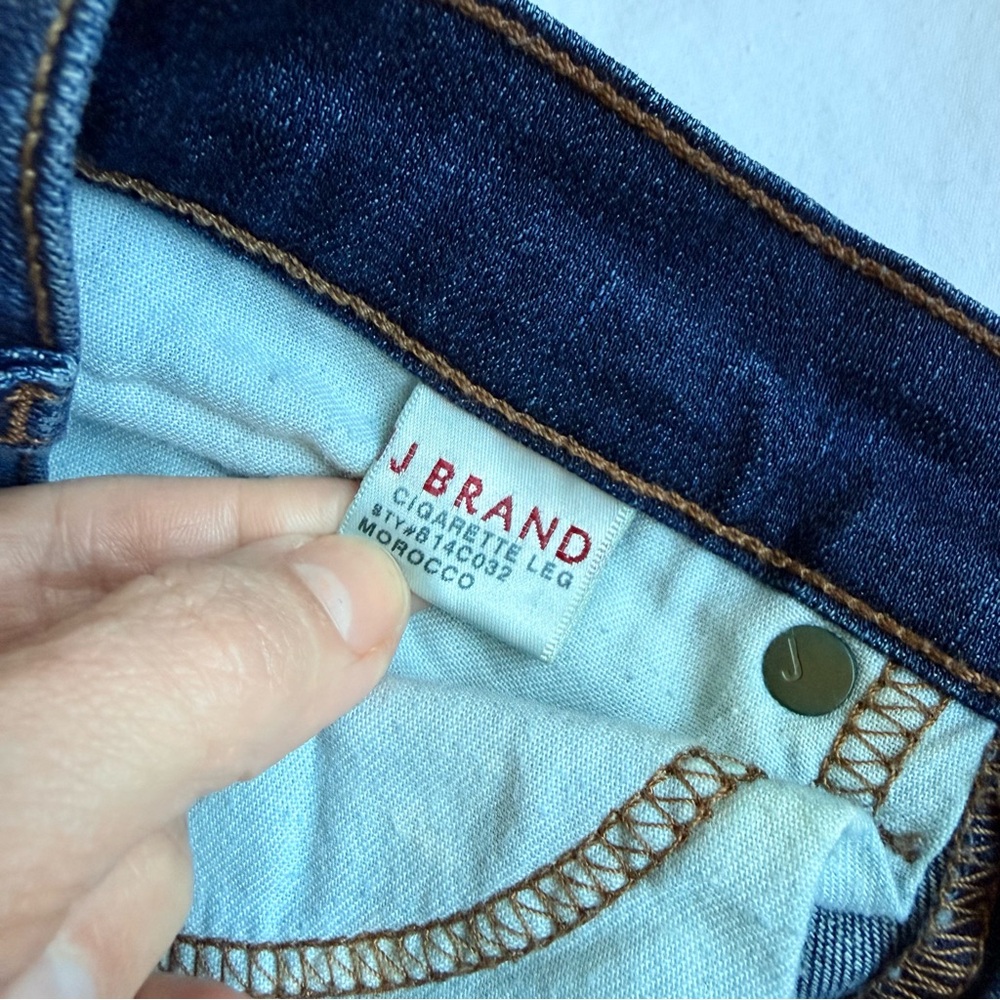 J BRAND
CIGARETTE LEG
STY#814C032
MOROCCO
J